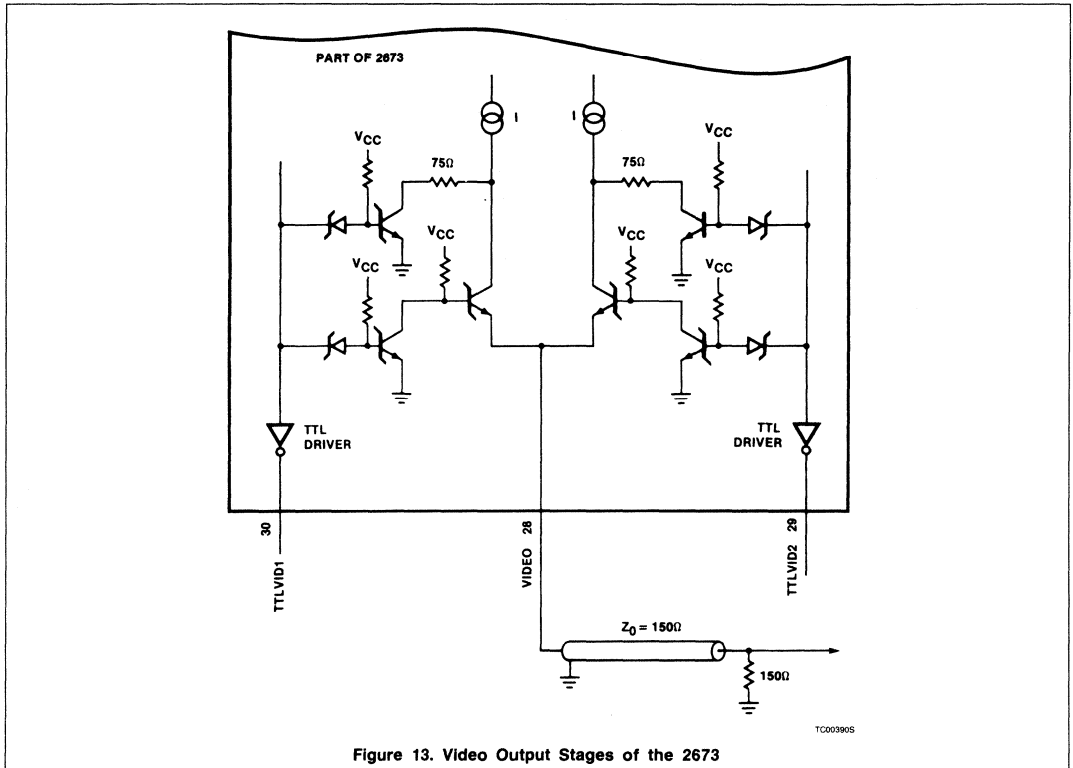 PART OF 2673
I
I
VCC
VCC
75Ω
75Ω
VCC
VCC
VCC
VCC
TTL
DRIVER
TTL
DRIVER
30
28
29
TTLVID1
VIDEO
TTLVID2
Z0 = 150Ω
150Ω
TC00390S
Figure 13. Video Output Stages of the 2673